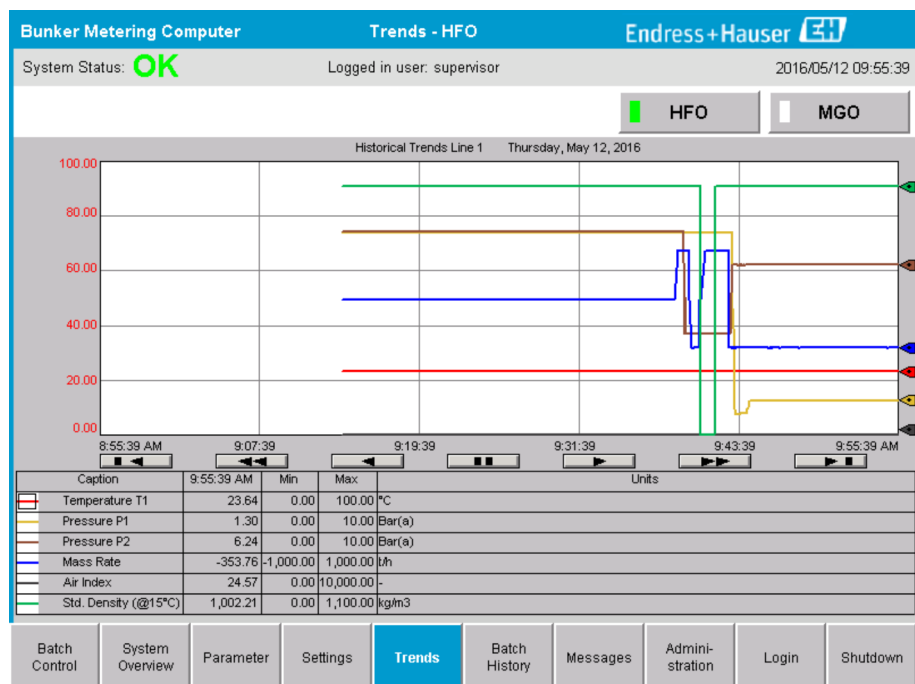 Bunker Metering Computer Trends - HFO Endress+Hauser EH
System Status: OK Logged in user: supervisor 2016/05/12 09:55:39
HFO MGO
Historical Trends Line 1 Thursday, May 12, 2016
100.00
80.00
60.00
40.00
20.00
0.00
8:55:39 AM 9:07:39 9:19:39 9:31:39 9:43:39 9:55:39 AM
Caption 9:55:39 AM Min Max Units
Temperature T1 23.64 0.00 100.00 °C
Pressure P1 1.30 0.00 10.00 Bar(a)
Pressure P2 6.24 0.00 10.00 Bar(a)
Mass Rate -353.76 -1,000.00 1,000.00 t/h
Air Index 24.57 0.00 10,000.00 -
Std. Density (@15°C) 1,002.21 0.00 1,100.00 kg/m3
Batch Control System Overview Parameter Settings Trends Batch History Messages Admini-stration Login Shutdown